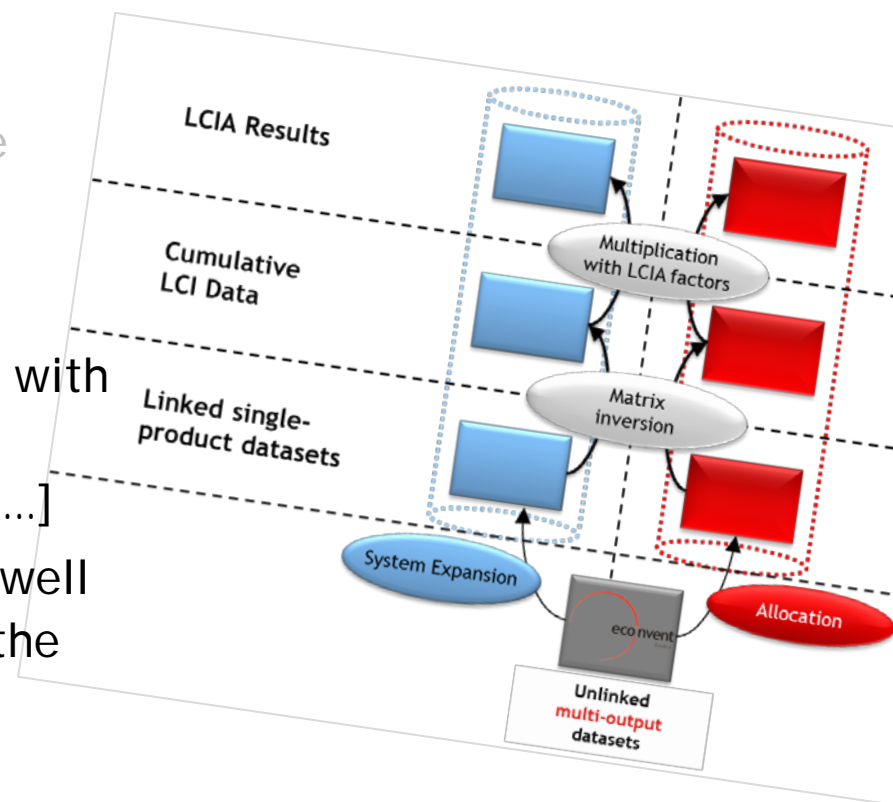 e
with
...]
well
the
LCIA Results
Cumulative
LCI Data
Linked single-
product datasets
Multiplication
with LCIA factors
Matrix
inversion
System Expansion
Allocation
Unlinked
multi-output
datasets